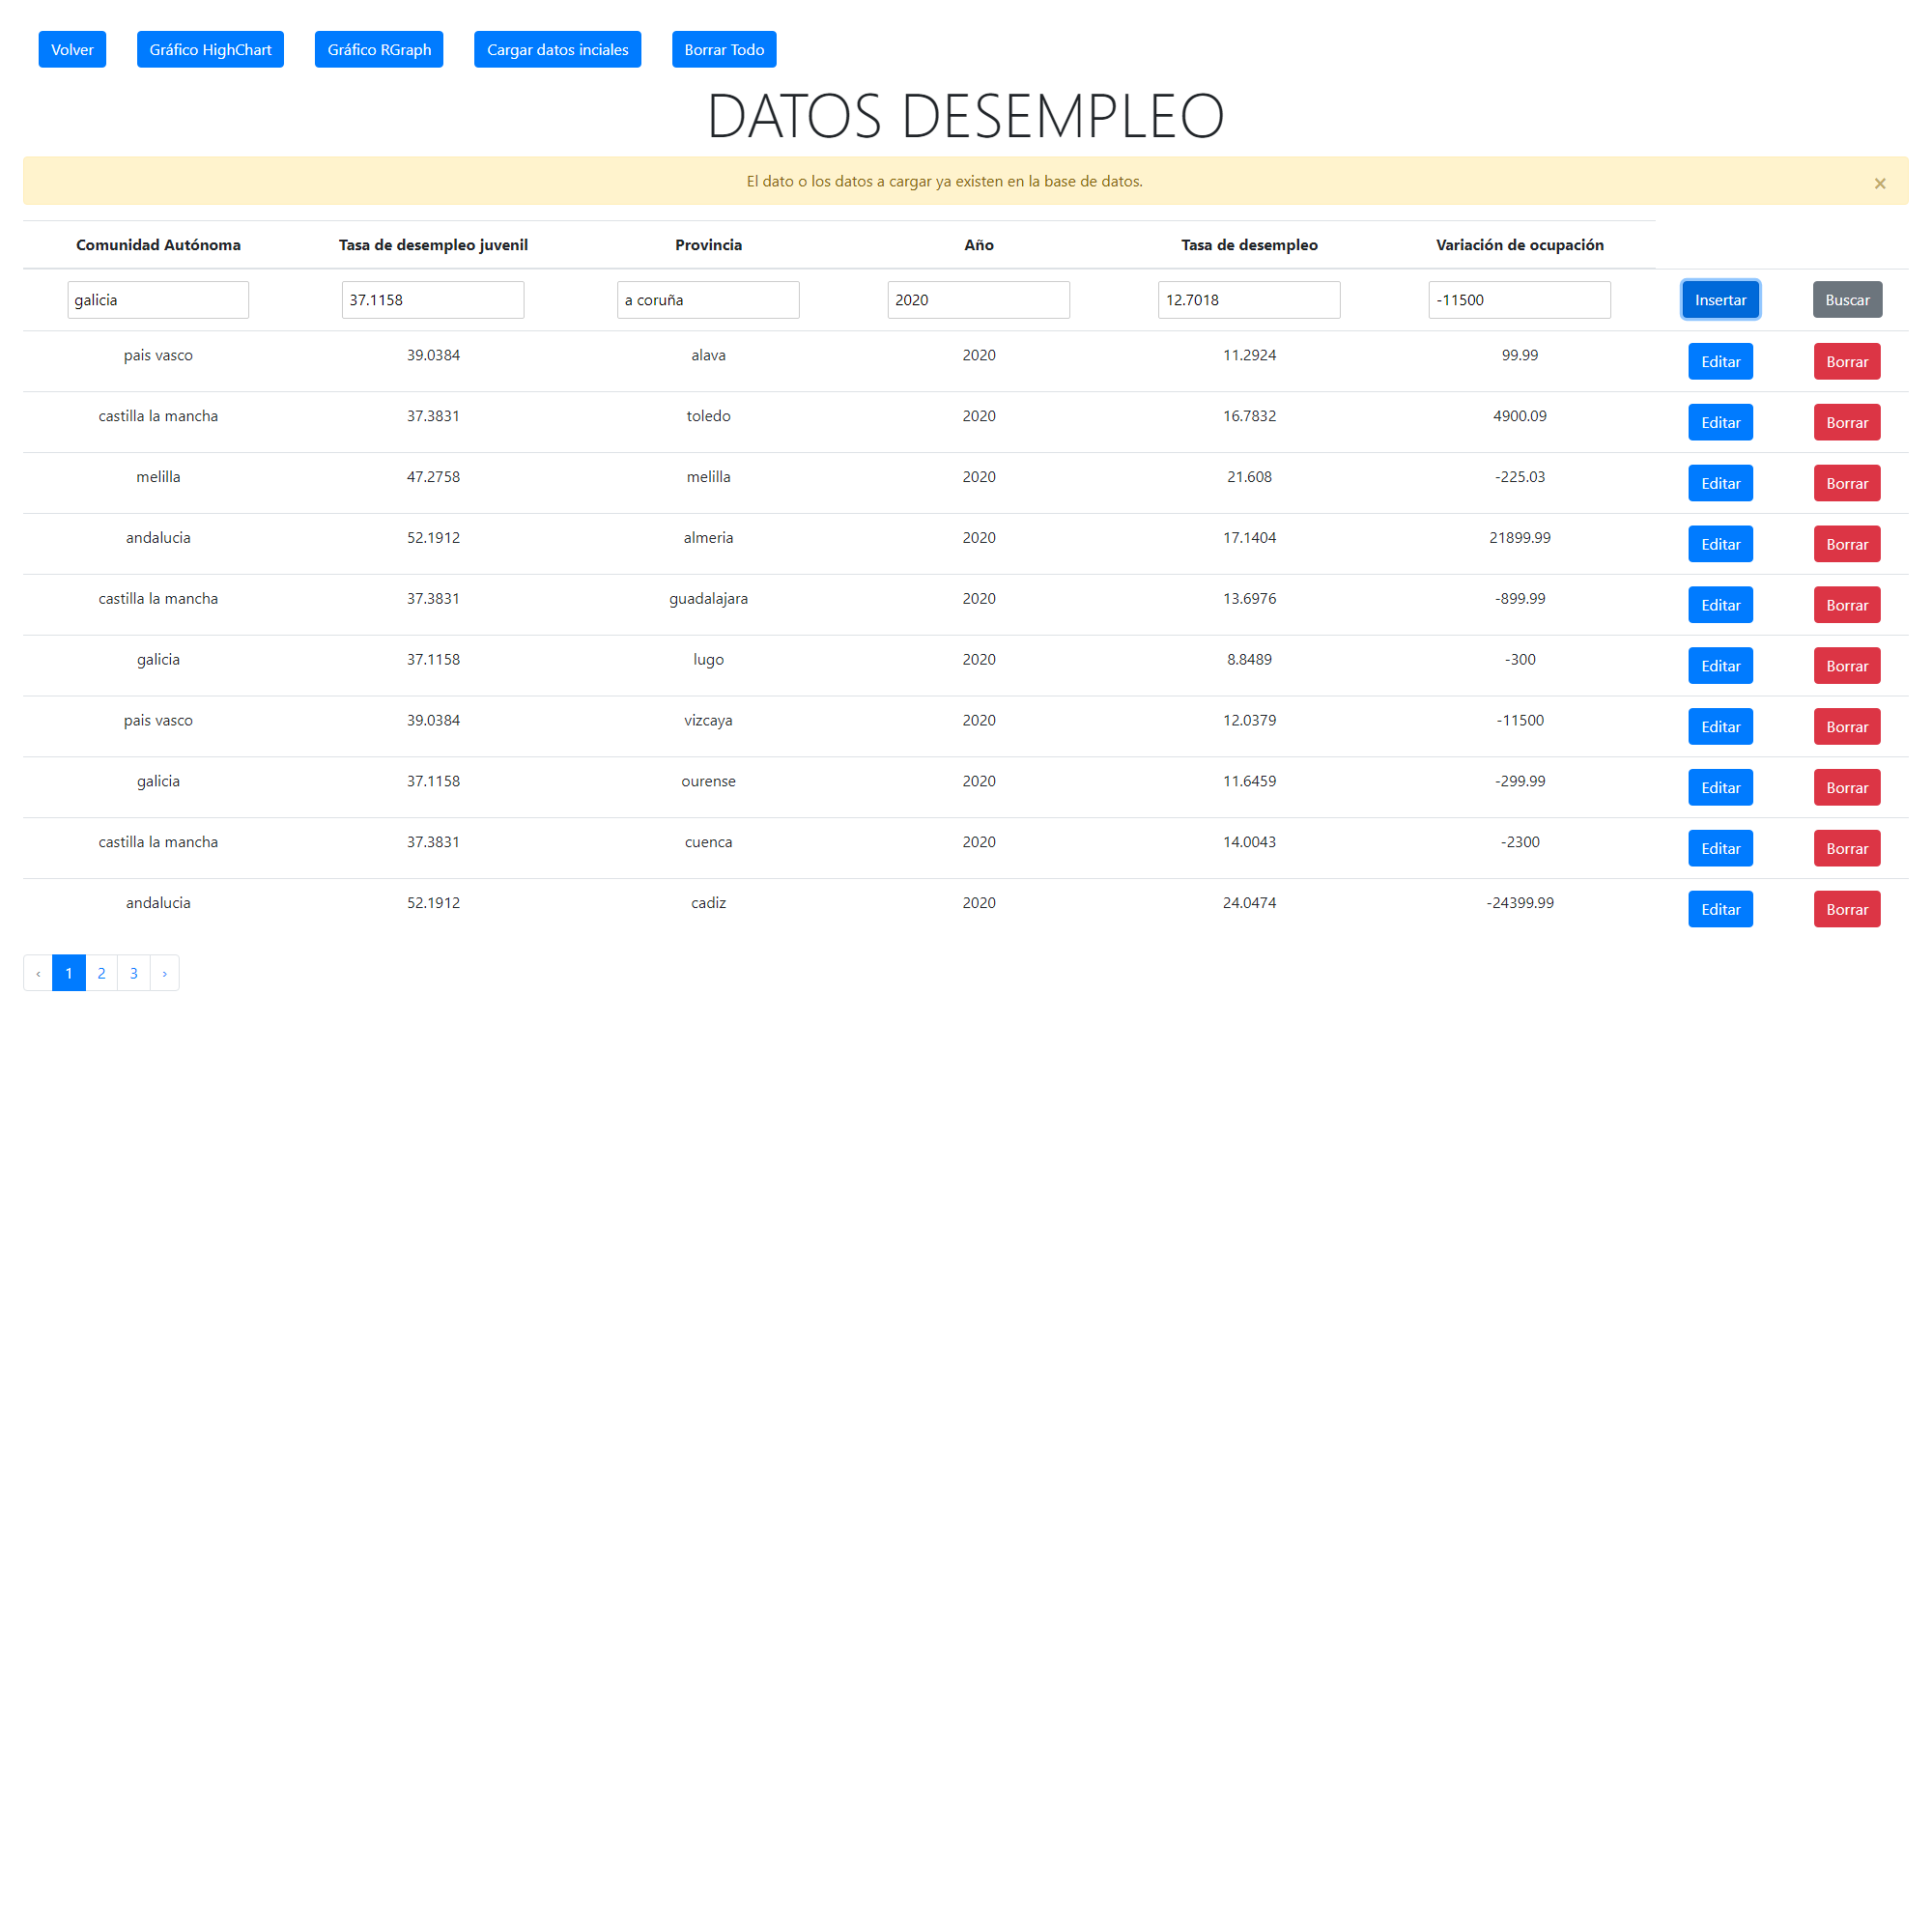 Volver Gráfico HighChart Gráfico RGraph Cargar datos inciales Borrar Todo
DATOS DESEMPLEO
El dato o los datos a cargar ya existen en la base de datos. ×
Comunidad Autónoma Tasa de desempleo juvenil Provincia Año Tasa de desempleo Variación de ocupación
galicia 37.1158 a coruña 2020 12.7018 -11500 Insertar Buscar
pais vasco 39.0384 alava 2020 11.2924 99.99 Editar Borrar
castilla la mancha 37.3831 toledo 2020 16.7832 4900.09 Editar Borrar
melilla 47.2758 melilla 2020 21.608 -225.03 Editar Borrar
andalucia 52.1912 almeria 2020 17.1404 21899.99 Editar Borrar
castilla la mancha 37.3831 guadalajara 2020 13.6976 -899.99 Editar Borrar
galicia 37.1158 lugo 2020 8.8489 -300 Editar Borrar
pais vasco 39.0384 vizcaya 2020 12.0379 -11500 Editar Borrar
galicia 37.1158 ourense 2020 11.6459 -299.99 Editar Borrar
castilla la mancha 37.3831 cuenca 2020 14.0043 -2300 Editar Borrar
andalucia 52.1912 cadiz 2020 24.0474 -24399.99 Editar Borrar
‹ 1 2 3 ›